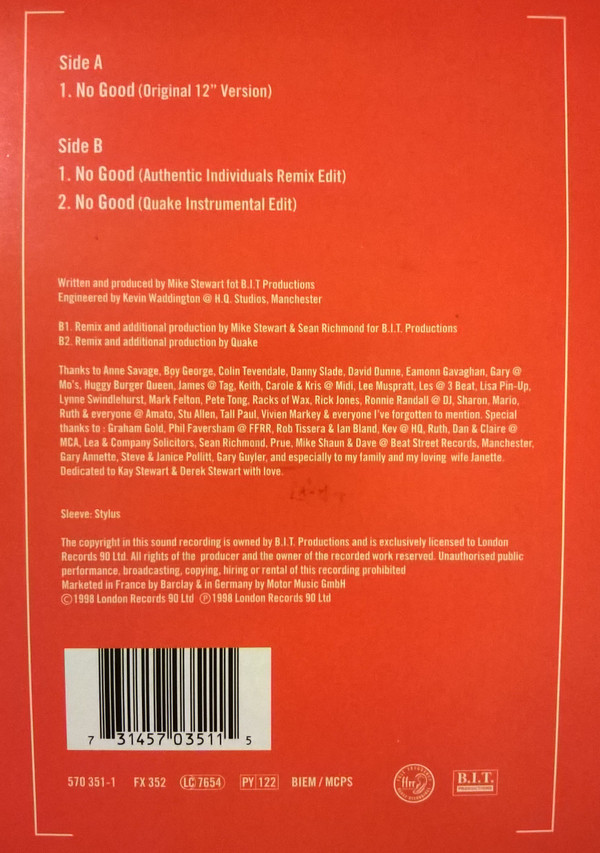 Side A
1. No Good (Original 12” Version)
Side B
1. No Good (Authentic Individuals Remix Edit)
2. No Good (Quake Instrumental Edit)
Written and produced by Mike Stewart fot B.I.T Productions
Engineered by Kevin Waddington @ H.Q. Studios, Manchester
B1. Remix and additional production by Mike Stewart & Sean Richmond for B.I.T. Productions
B2. Remix and additional production by Quake
Thanks to Anne Savage, Boy George, Colin Tevendale, Danny Slade, David Dunne, Eamonn Gavaghan, Gary @
Mo's, Huggy Burger Queen, James @ Tag, Keith, Carole & Kris @ Midi, Lee Muspratt, Les @ 3 Beat, Lisa Pin-Up,
Lynne Swindlehurst, Mark Felton, Pete Tong, Racks of Wax, Rick Jones, Ronnie Randall @ DJ, Sharon, Mario,
Ruth & everyone @ Amato, Stu Allen, Tall Paul, Vivien Markey & everyone I've forgotten to mention. Special
thanks to : Graham Gold, Phil Faversham @ FFRR, Rob Tissera & Ian Bland, Kev @ HQ, Ruth, Dan & Claire @
MCA, Lea & Company Solicitors, Sean Richmond, Prue, Mike Shaun & Dave @ Beat Street Records, Manchester,
Gary Annette, Steve & Janice Pollitt, Gary Guyler, and especially to my family and my loving wife Janette.
Dedicated to Kay Stewart & Derek Stewart with love.
Sleeve: Stylus
The copyright in this sound recording is owned by B.I.T. Productions and is exclusively licensed to London
Records 90 Ltd. All rights of the producer and the owner of the recorded work reserved. Unauthorised public
performance, broadcasting, copying, hiring or rental of this recording prohibited
Marketed in France by Barclay & in Germany by Motor Music GmbH
©1998 London Records 90 Ltd ℗1998 London Records 90 Ltd
7 31457 03511 5
570 351-1 FX 352 LC 7654 PY 122 BIEM / MCPS
ffrr
B.I.T.
PRODUCTIONS